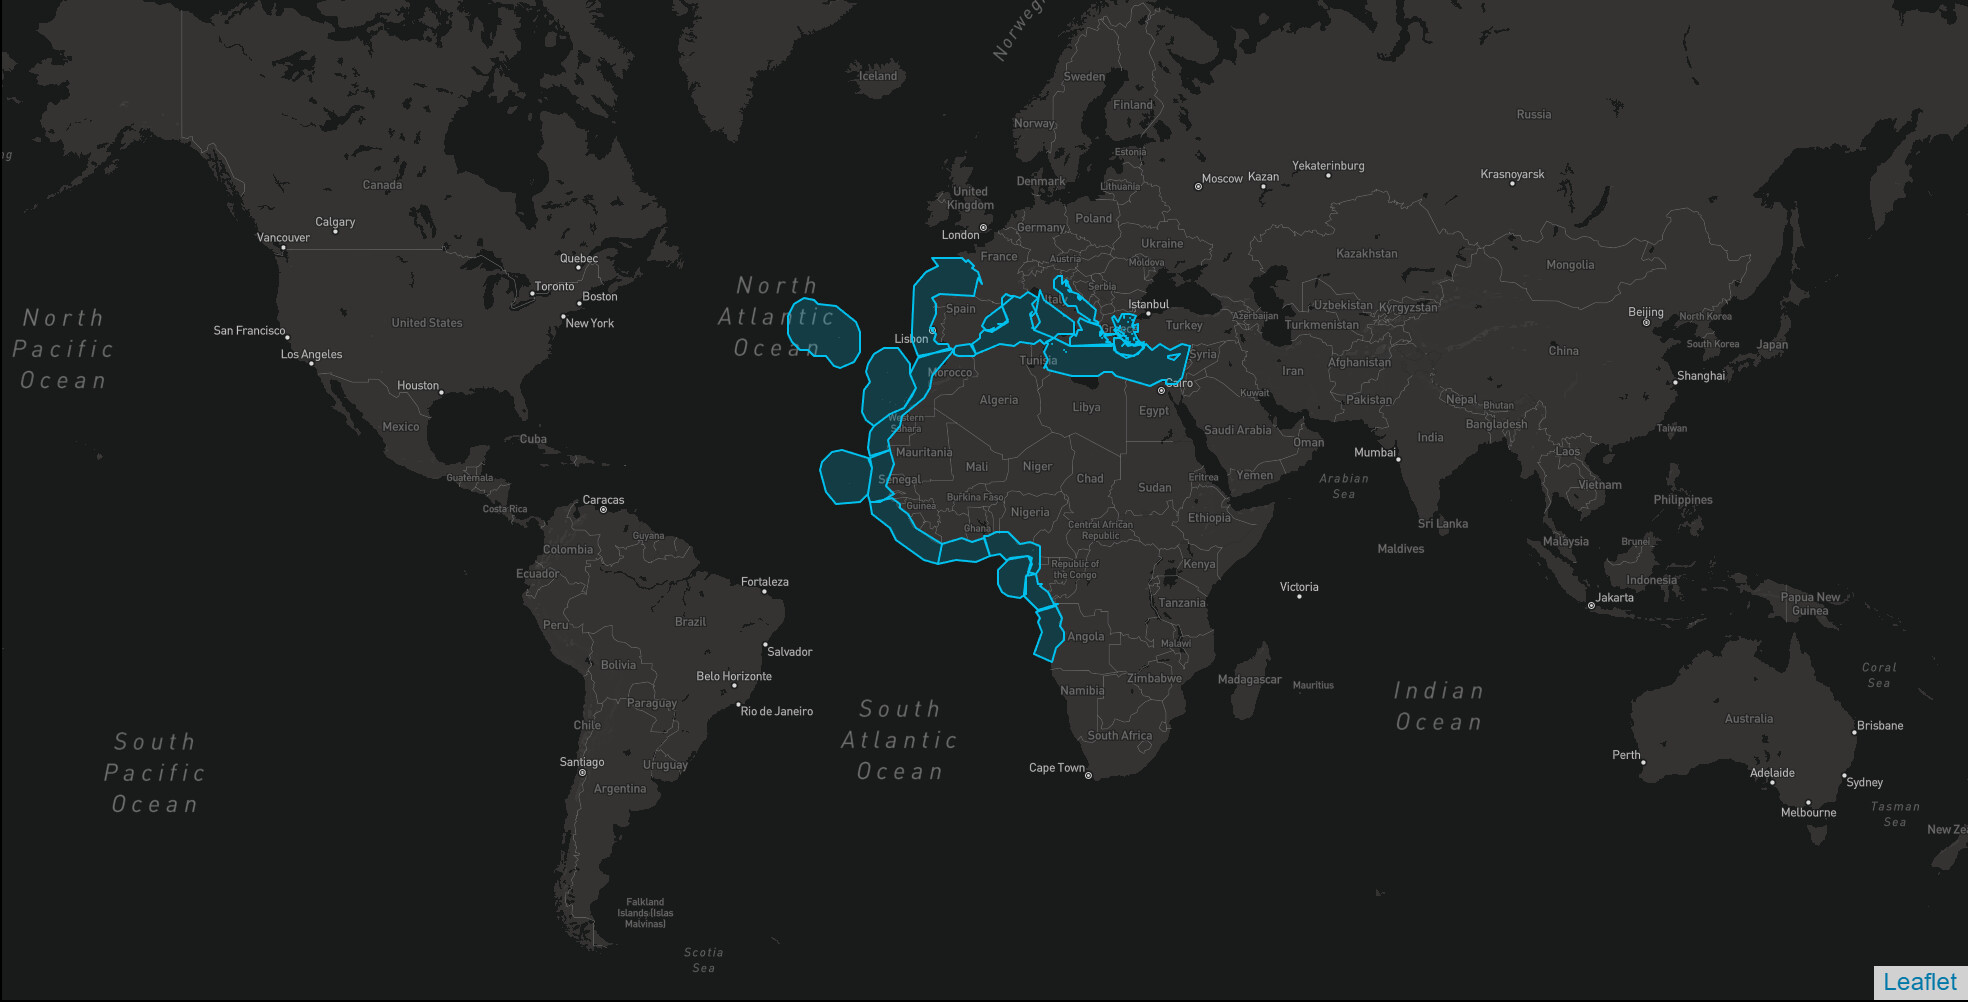 Norweg
Iceland
Sweden
Finland
Norway
Russia
Estonia
Yekaterinburg
Moscow
Kazan
Krasnoyarsk
Denmark
Lithuania
Canada
United
Kingdom
Poland
Calgary
Vancouver
London
Germany
Ukraine
Quebec
France
Austria
Moldova
Kazakhstan
Mongolia
Toronto
Boston
North
Atlantic
Ocean
Serbia
Italy
Istanbul
Spain
Uzbekistan
Kyrgyzstan
Beijing
North Korea
North
Pacific
Ocean
San Francisco
United States
New York
Lisbon
Greece
Turkey
Azerbaijan
Turkmenistan
South Korea
Japan
Los Angeles
Tunisia
Syria
Afghanistan
China
Morocco
Iran
Houston
Cairo
Shanghai
Algeria
Libya
Egypt
Kuwait
Pakistan
Nepal
Bhutan
Mexico
Western
Sahara
Saudi Arabia
Bangladesh
Taiwan
Cuba
Oman
India
Mauritania
Mumbai
Laos
Guatemala
Senegal
Mali
Niger
Chad
Sudan
Eritrea
Yemen
Arabian
Sea
Vietnam
Philippines
Caracas
Costa Rica
Guinea
Burkina Faso
Nigeria
Ethiopia
Sri Lanka
Ghana
Central African
Republic
Guyana
Colombia
Maldives
Malaysia
Brunei
Ecuador
Fortaleza
Republic of
the Congo
Kenya
Victoria
Indonesia
Jakarta
Papua New
Guinea
Peru
Brazil
Tanzania
Angola
Malawi
Salvador
Bolivia
Belo Horizonte
Zimbabwe
Madagascar
Mauritius
Coral
Sea
Namibia
Indian
Ocean
Paraguay
Rio de Janeiro
South
Atlantic
Ocean
Chile
South Africa
Australia
Brisbane
South
Pacific
Ocean
Santiago
Uruguay
Cape Town
Perth
Adelaide
Sydney
Argentina
Melbourne
Tasman
Sea
New Ze
Falkland
Islands (Islas
Malvinas)
Scotia
Sea
Leaflet